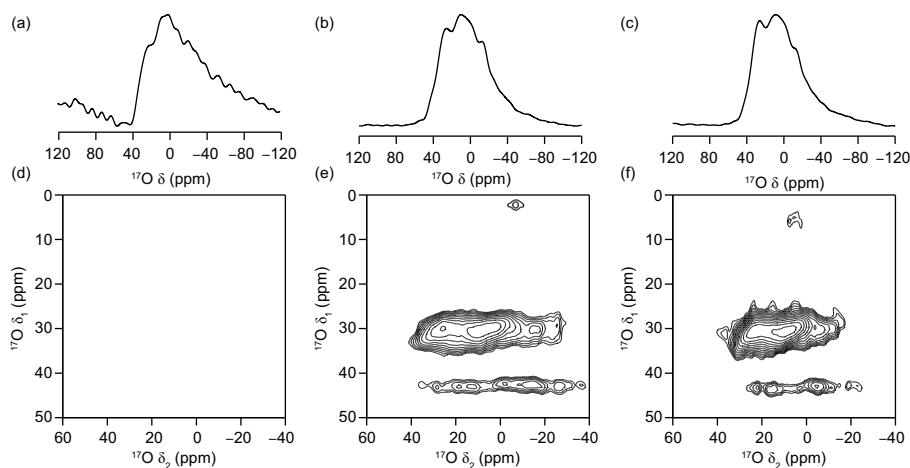 (a) (b) (c)
120 80 40 0 −40 −80 −120 120 80 40 0 −40 −80 −120 120 80 40 0 −40 −80 −120
¹⁷O δ (ppm) ¹⁷O δ (ppm) ¹⁷O δ (ppm)
(d) (e) (f)
0 0 0
10 10 10
20 20 20
30 30 30
40 40 40
50 50 50
¹⁷O δ₁ (ppm) ¹⁷O δ₁ (ppm) ¹⁷O δ₁ (ppm)
60 40 20 0 −20 −40 60 40 20 0 −20 −40 60 40 20 0 −20 −40
¹⁷O δ₂ (ppm) ¹⁷O δ₂ (ppm) ¹⁷O δ₂ (ppm)